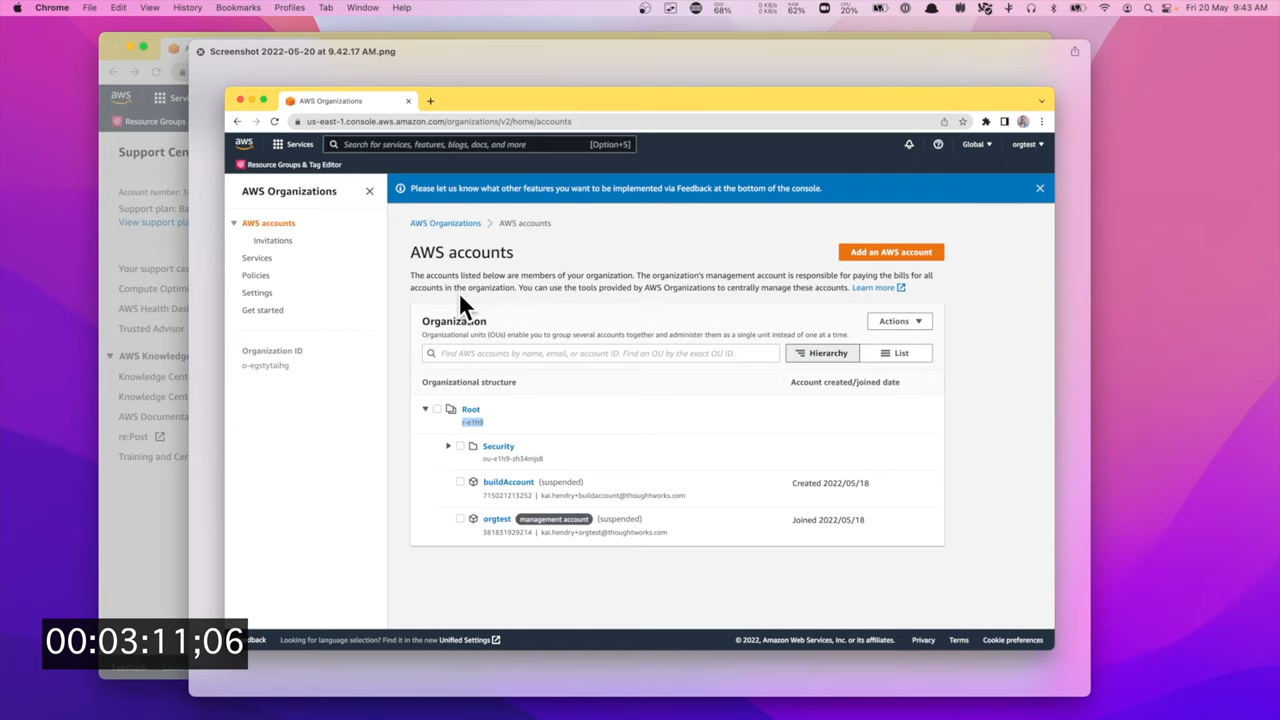 Chrome File Edit View History Bookmarks Profiles Tab Window Help
SSD 68% 0 KB/s 0 KB/s RAM 62% CPU 20% Fri 20 May 9:43 AM
Screenshot 2022-05-20 at 9.42.17 AM.png
AWS Organizations
us-east-1.console.aws.amazon.com/organizations/v2/home/accounts
aws Services Search for services, features, blogs, docs, and more [Option+S] Global orgtest
Resource Groups & Tag Editor
AWS Organizations
AWS accounts
Invitations
Services
Policies
Settings
Get started
Organization ID
o-egstytaihg
Please let us know what other features you want to be implemented via Feedback at the bottom of the console.
AWS Organizations > AWS accounts
AWS accounts
Add an AWS account
The accounts listed below are members of your organization. The organization's management account is responsible for paying the bills for all
accounts in the organization. You can use the tools provided by AWS Organizations to centrally manage these accounts. Learn more
Organization
Actions
Organizational units (OUs) enable you to group several accounts together and administer them as a single unit instead of one at a time.
Find AWS accounts by name, email, or account ID. Find an OU by the exact OU ID.
Hierarchy List
Organizational structure Account created/joined date
Root
r-e1h9
Security
ou-e1h9-zh34mjs8
buildAccount (suspended) Created 2022/05/18
715021213252 | kai.hendry+buildaccount@thoughtworks.com
orgtest management account (suspended) Joined 2022/05/18
381831929214 | kai.hendry+orgtest@thoughtworks.com
Looking for language selection? Find it in the new Unified Settings © 2022, Amazon Web Services, Inc. or its affiliates. Privacy Terms Cookie preferences
aws
Resource Groups
Support
Account number:
Support plan:
View support
Your support
Compute
AWS Health
Trusted Advisor
AWS Knowledge
Knowledge
Knowledge
AWS
re:Post
Training and
00:03:11;06